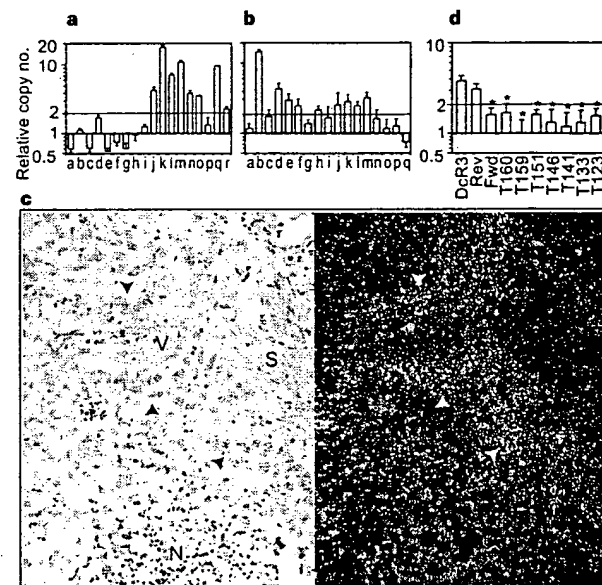 a
b
d
Relative copy no.
20
10
2
1
0.5
abcdefghijklmnopqr
abcdefghijklmnopq
10
2
1
0.5
* * * * * * * *
DcR3
Rev
Fwd
T160
T159
T151
T146
T141
T133
T123
c
V
S
N